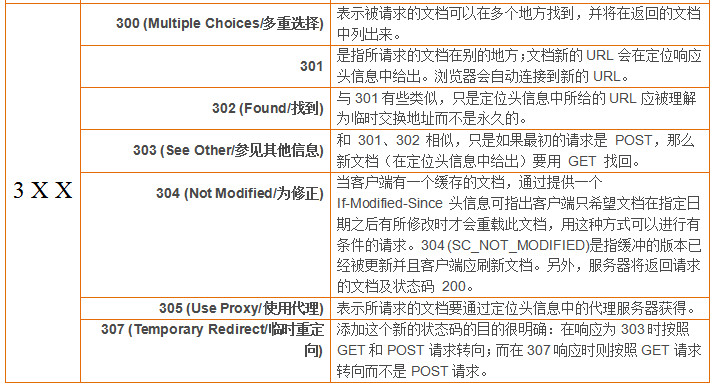 3 X X
300 (Multiple Choices/多重选择)
表示被请求的文档可以在多个地方找到，并将在返回的文档
中列出来。
301
是指所请求的文档在别的地方；文档新的 URL 会在定位响应
头信息中给出。浏览器会自动连接到新的 URL。
302 (Found/找到)
与 301 有些类似，只是定位头信息中所给的 URL 应被理解
为临时交换地址而不是永久的。
303 (See Other/参见其他信息)
和 301、302 相似，只是如果最初的请求是 POST，那么
新文档（在定位头信息中给出）要用 GET 找回。
304 (Not Modified/为修正)
当客户端有一个缓存的文档，通过提供一个
If-Modified-Since 头信息可指出客户端只希望文档在指定日
期之后有所修改时才会重载此文档，用这种方式可以进行有
条件的请求。304 (SC_NOT_MODIFIED)是指缓冲的版本已
经被更新并且客户端应刷新文档。另外，服务器将返回请求
的文档及状态码 200。
305 (Use Proxy/使用代理)
表示所请求的文档要通过定位头信息中的代理服务器获得。
307 (Temporary Redirect/临时重定
向)
添加这个新的状态码的目的很明确：在响应为 303 时按照
GET 和 POST 请求转向；而在 307 响应时则按照 GET 请求
转向而不是 POST 请求。